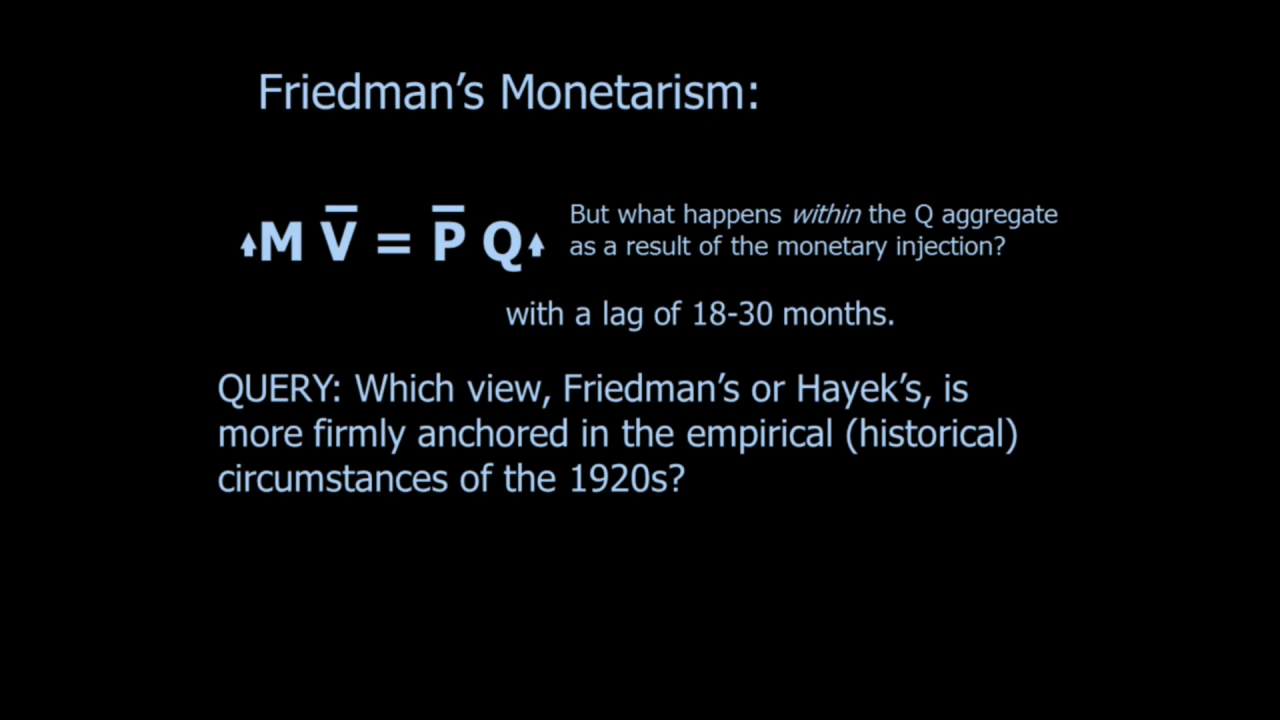 Friedman’s Monetarism:
But what happens within the Q aggregate
M V̅ = P̅ Q
as a result of the monetary injection?
with a lag of 18-30 months.
QUERY: Which view, Friedman’s or Hayek’s, is
more firmly anchored in the empirical (historical)
circumstances of the 1920s?